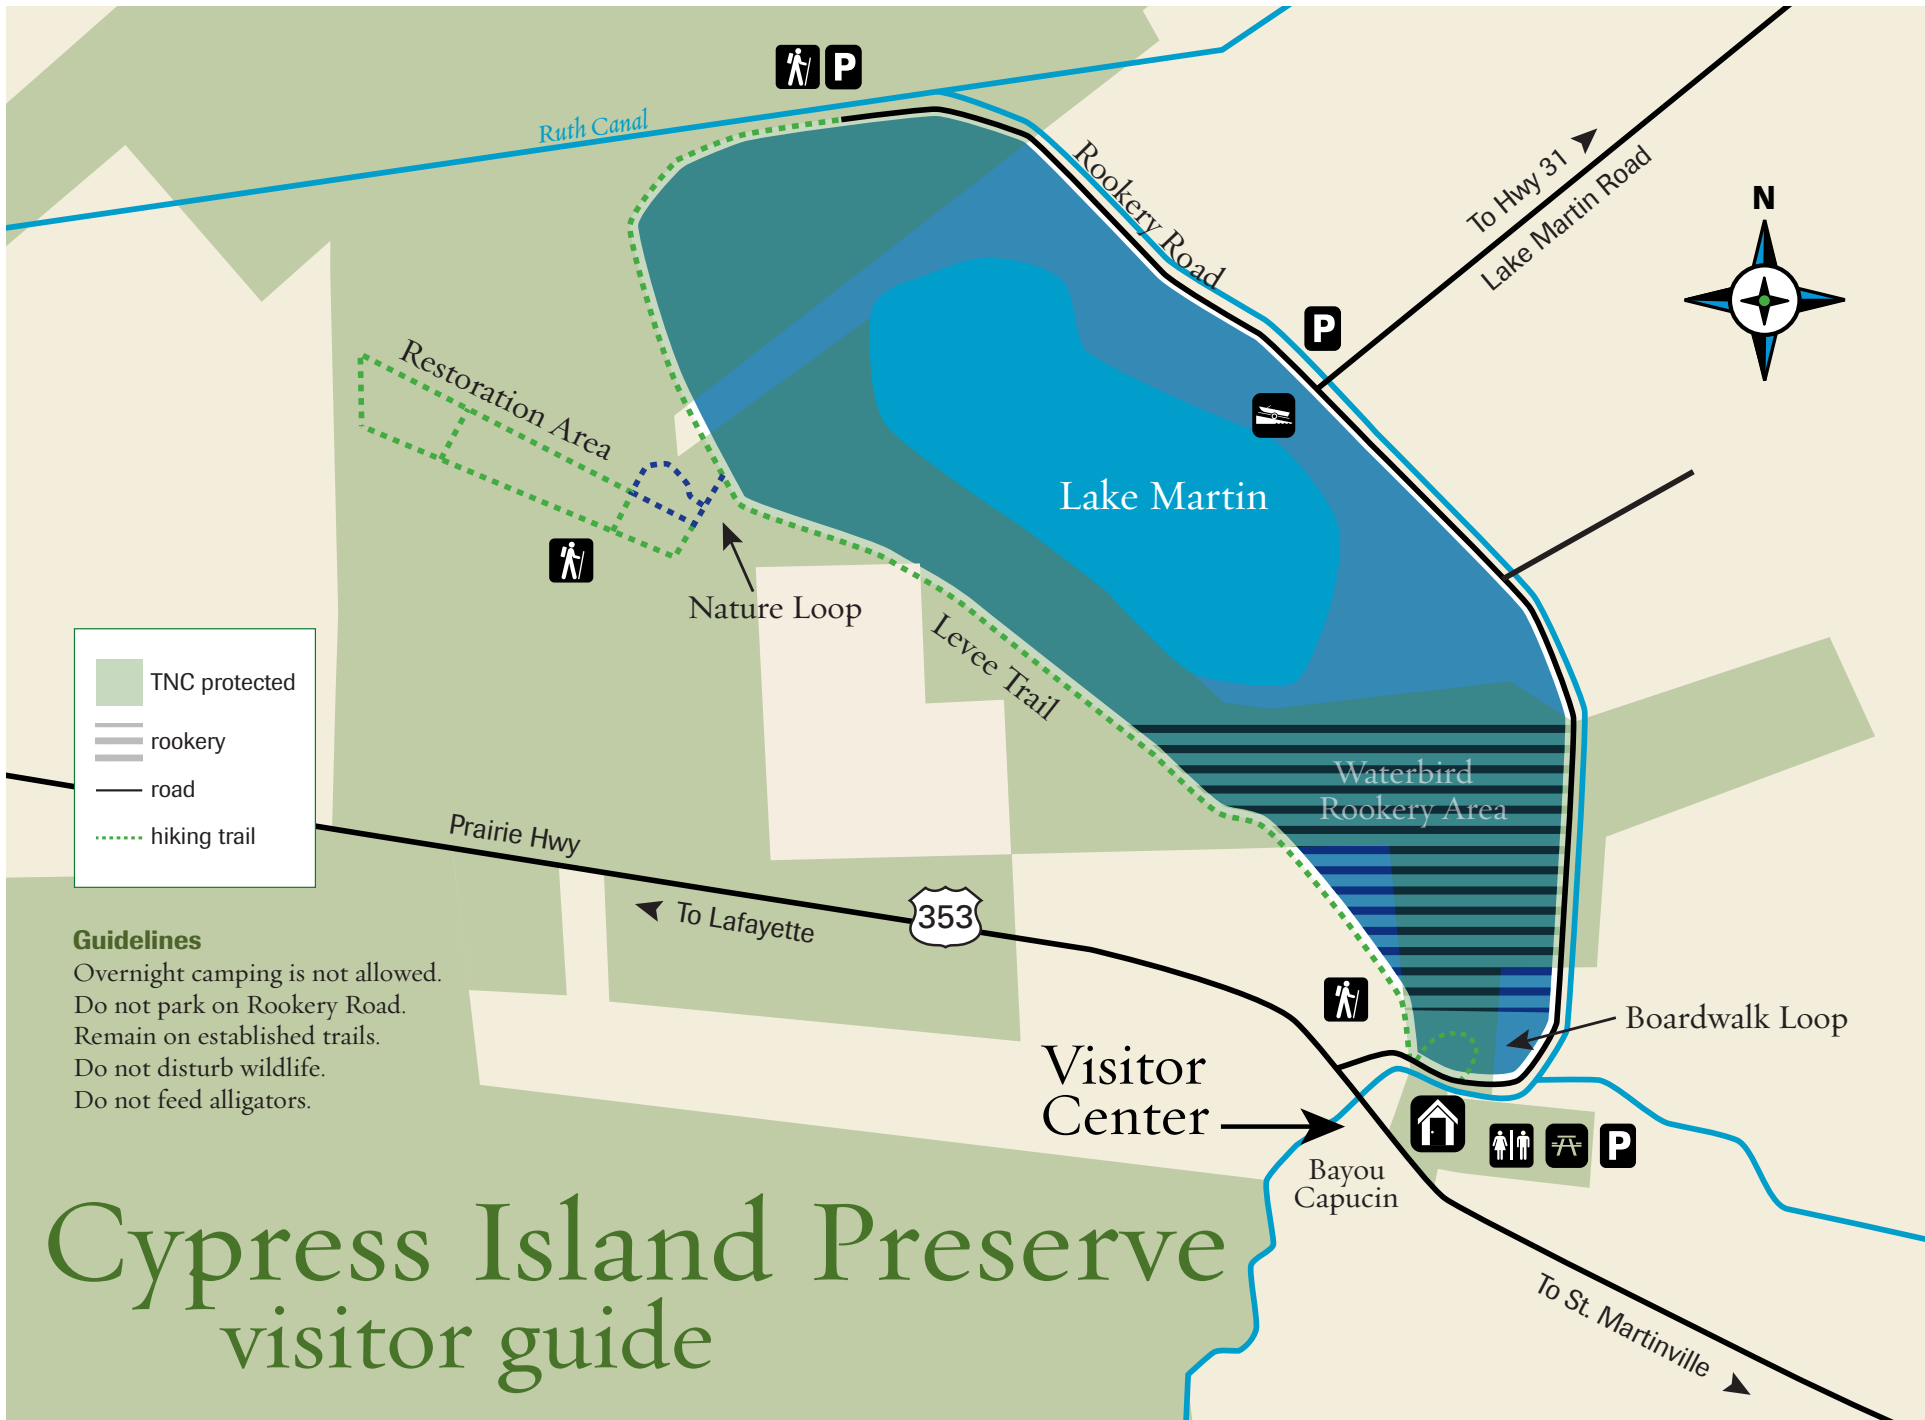 P
Ruth Canal
Rookery Road
To Hwy 31
Lake Martin Road
N
P
Restoration Area
Lake Martin
Nature Loop
Levee Trail
TNC protected
rookery
road
hiking trail
Waterbird
Rookery Area
Prairie Hwy
To Lafayette
353
Guidelines
Overnight camping is not allowed.
Do not park on Rookery Road.
Remain on established trails.
Do not disturb wildlife.
Do not feed alligators.
Boardwalk Loop
Visitor
Center
P
Bayou
Capucin
Cypress Island Preserve
visitor guide
To St. Martinville